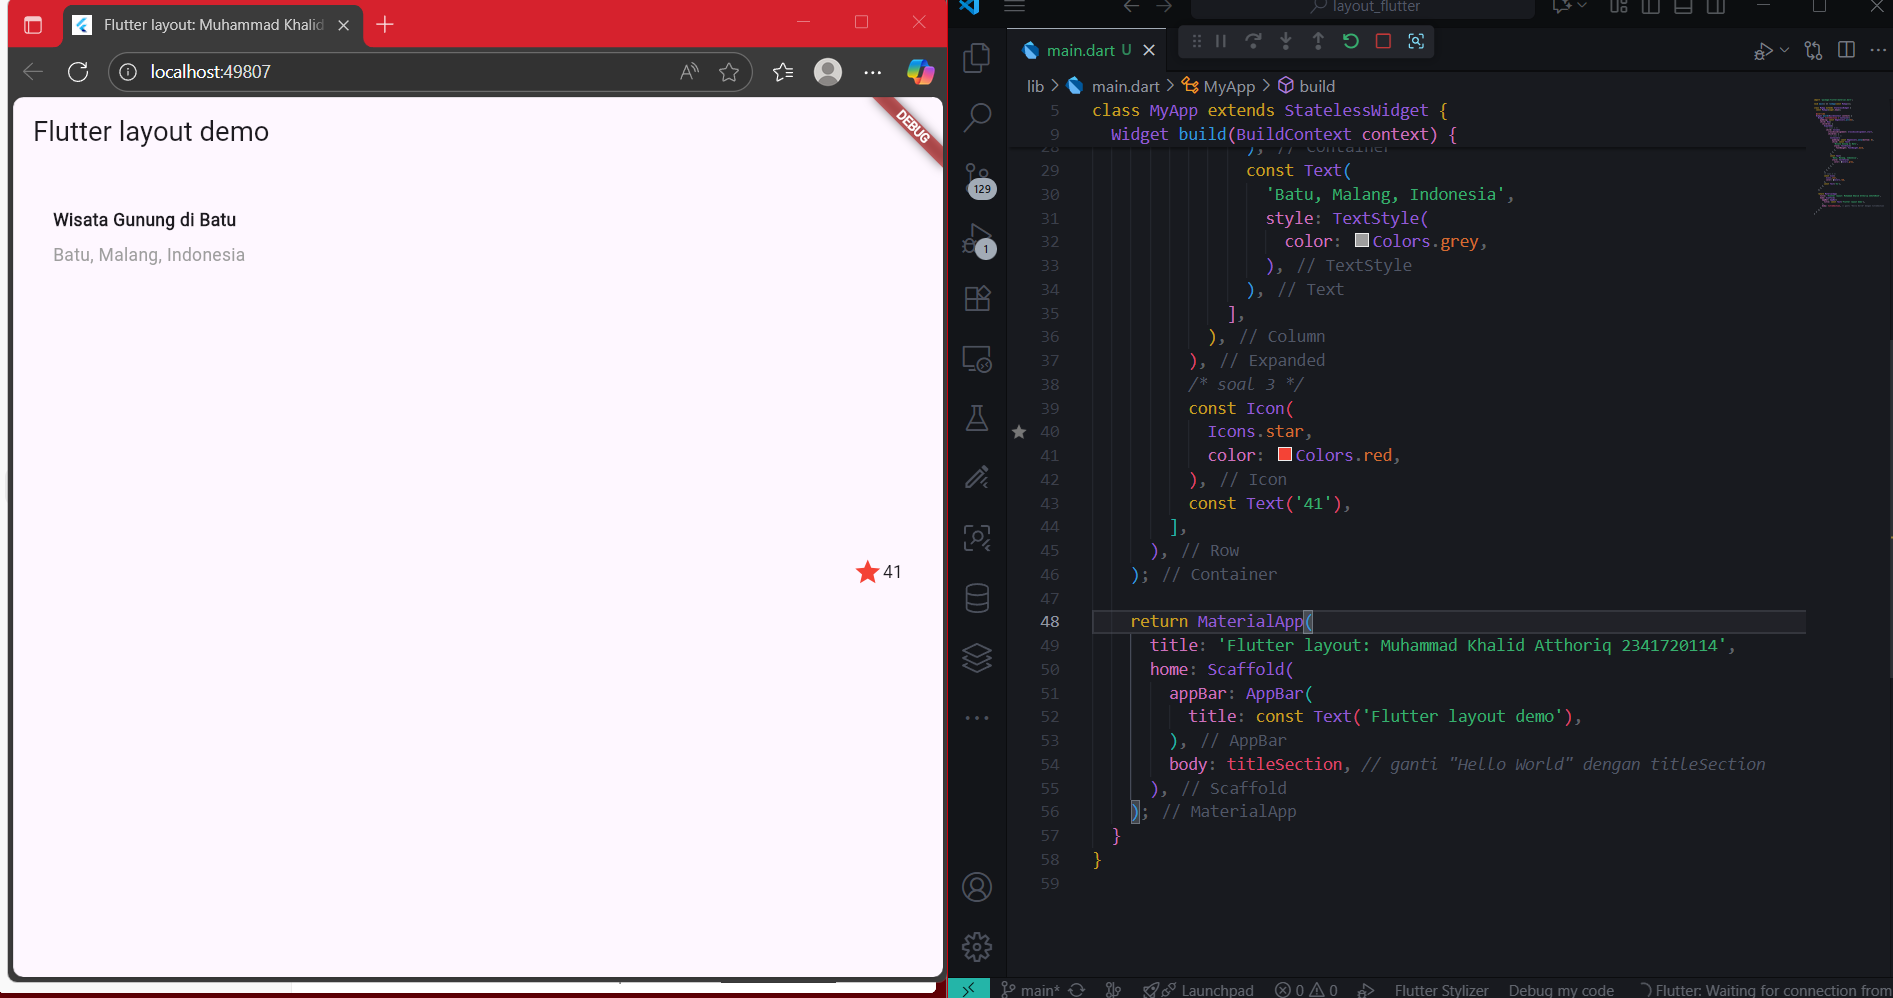 Flutter layout: Muhammad Khalid
localhost:49807
Flutter layout demo
DEBUG
Wisata Gunung di Batu
Batu, Malang, Indonesia
41
layout_flutter
main.dart U
lib > main.dart > MyApp > build
5 class MyApp extends StatelessWidget {
9 Widget build(BuildContext context) {
28 ), // Container
29 const Text(
30 'Batu, Malang, Indonesia',
31 style: TextStyle(
32 color: Colors.grey,
33 ), // TextStyle
34 ), // Text
35 ],
36 ), // Column
37 ), // Expanded
38 /* soal 3 */
39 const Icon(
40 Icons.star,
41 color: Colors.red,
42 ), // Icon
43 const Text('41'),
44 ],
45 ), // Row
46 ); // Container
47
48 return MaterialApp(
49 title: 'Flutter layout: Muhammad Khalid Atthoriq 2341720114',
50 home: Scaffold(
51 appBar: AppBar(
52 title: const Text('Flutter layout demo'),
53 ), // AppBar
54 body: titleSection, // ganti "Hello World" dengan titleSection
55 ), // Scaffold
56 ); // MaterialApp
57 }
58 }
59
129
1
main* Launchpad 0 0 Flutter Stylizer Debug my code Flutter: Waiting for connection from